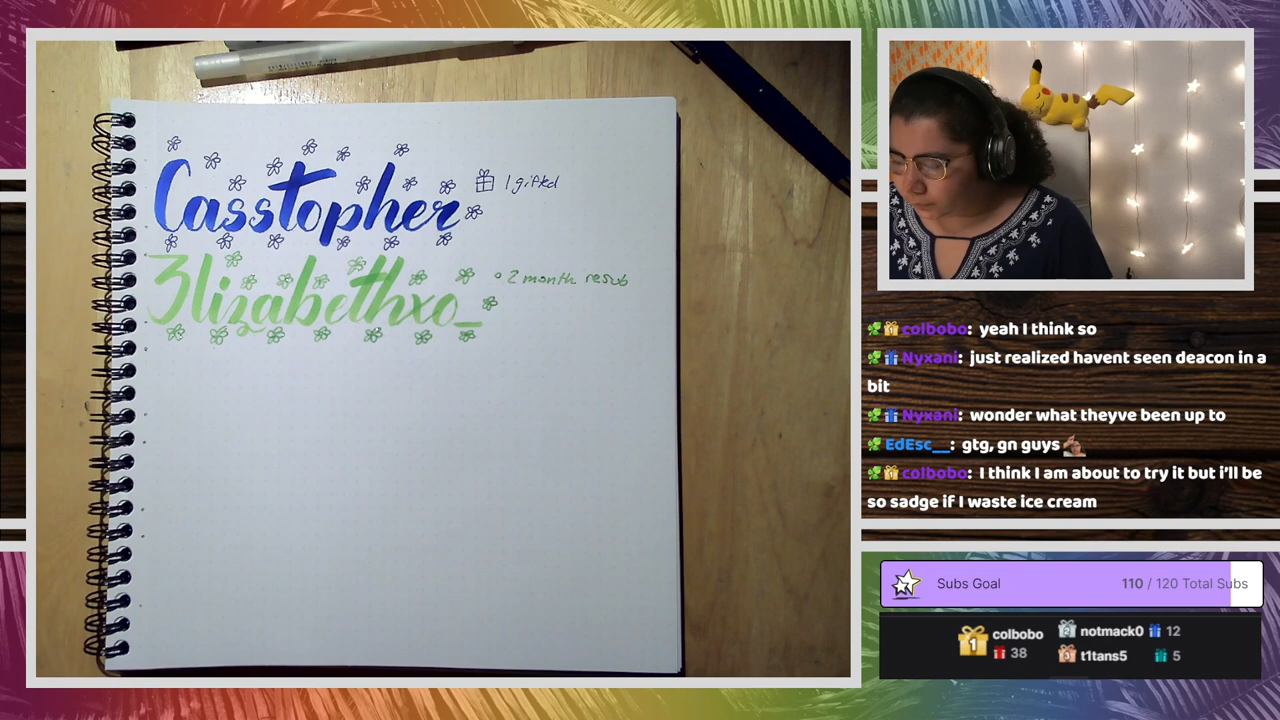 Casstopher
1 gifted
3lizabethxo_
2 month resub
colbobo: yeah I think so
Nyxani: just realized havent seen deacon in a
bit
Nyxani: wonder what theyve been up to
EdEsc__: gtg, gn guys
colbobo: I think I am about to try it but i'll be
so sadge if I waste ice cream
Subs Goal 110 / 120 Total Subs
1 colbobo 38
2 notmack0 12
3 t1tans5 5